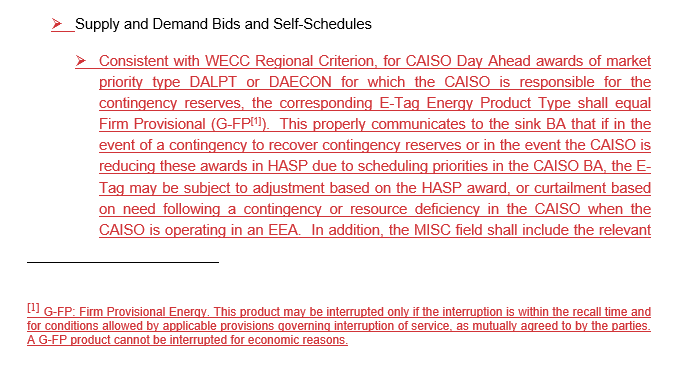 ➢ Supply and Demand Bids and Self-Schedules
➢ Consistent with WECC Regional Criterion, for CAISO Day Ahead awards of market
priority type DALPT or DAECON for which the CAISO is responsible for the
contingency reserves, the corresponding E-Tag Energy Product Type shall equal
Firm Provisional (G-FP[1]). This properly communicates to the sink BA that if in the
event of a contingency to recover contingency reserves or in the event the CAISO is
reducing these awards in HASP due to scheduling priorities in the CAISO BA, the E-
Tag may be subject to adjustment based on the HASP award, or curtailment based
on need following a contingency or resource deficiency in the CAISO when the
CAISO is operating in an EEA. In addition, the MISC field shall include the relevant
[1] G-FP: Firm Provisional Energy. This product may be interrupted only if the interruption is within the recall time and
for conditions allowed by applicable provisions governing interruption of service, as mutually agreed to by the parties.
A G-FP product cannot be interrupted for economic reasons.